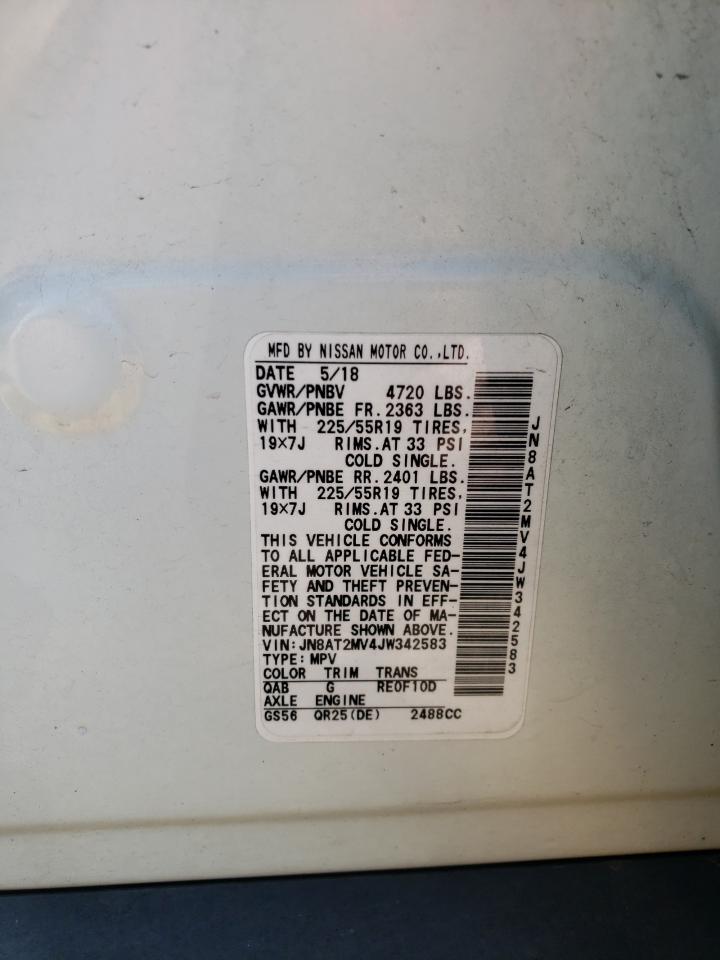 MFD BY NISSAN MOTOR CO.,LTD.
DATE 5/18
GVWR/PNBV 4720 LBS.
GAWR/PNBE FR.2363 LBS.
WITH 225/55R19 TIRES,
19×7J RIMS.AT 33 PSI
COLD SINGLE.
GAWR/PNBE RR.2401 LBS.
WITH 225/55R19 TIRES,
19×7J RIMS.AT 33 PSI
COLD SINGLE.
THIS VEHICLE CONFORMS
TO ALL APPLICABLE FED-
ERAL MOTOR VEHICLE SA-
FETY AND THEFT PREVEN-
TION STANDARDS IN EFF-
ECT ON THE DATE OF MA-
NUFACTURE SHOWN ABOVE.
VIN:JN8AT2MV4JW342583
TYPE:MPV
COLOR TRIM TRANS
QAB G RE0F10D
AXLE ENGINE
GS56 QR25(DE) 2488CC
JN8AT2MV4JW342583